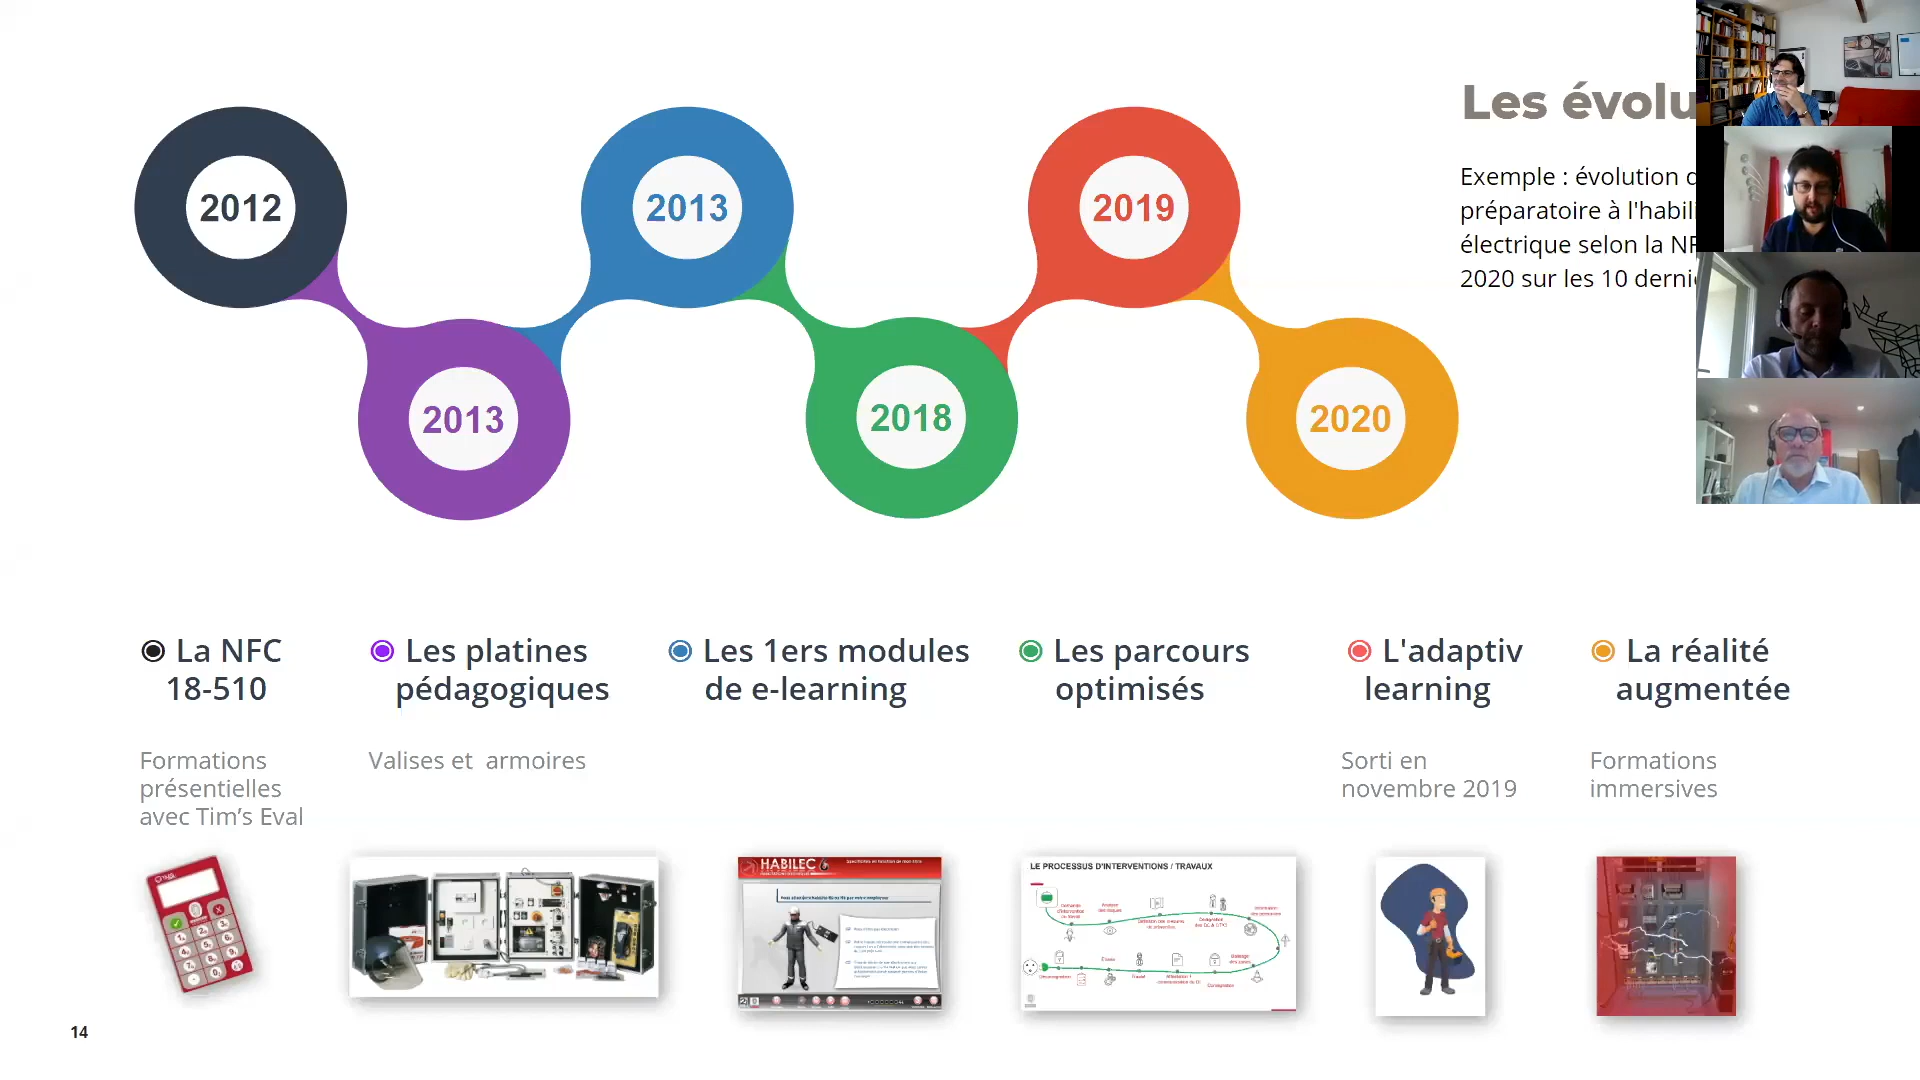 Les évolu
Exemple : évolution d
préparatoire à l'habili
électrique selon la NF
2020 sur les 10 derni
2012
2013
2019
2013
2018
2020
La NFC
18-510
Les platines
pédagogiques
Les 1ers modules
de e-learning
Les parcours
optimisés
L'adaptiv
learning
La réalité
augmentée
Formations
présentielles
avec Tim’s Eval
Valises et armoires
Sorti en
novembre 2019
Formations
immersives
HABILEC
LE PROCESSUS D'INTERVENTIONS / TRAVAUX
14